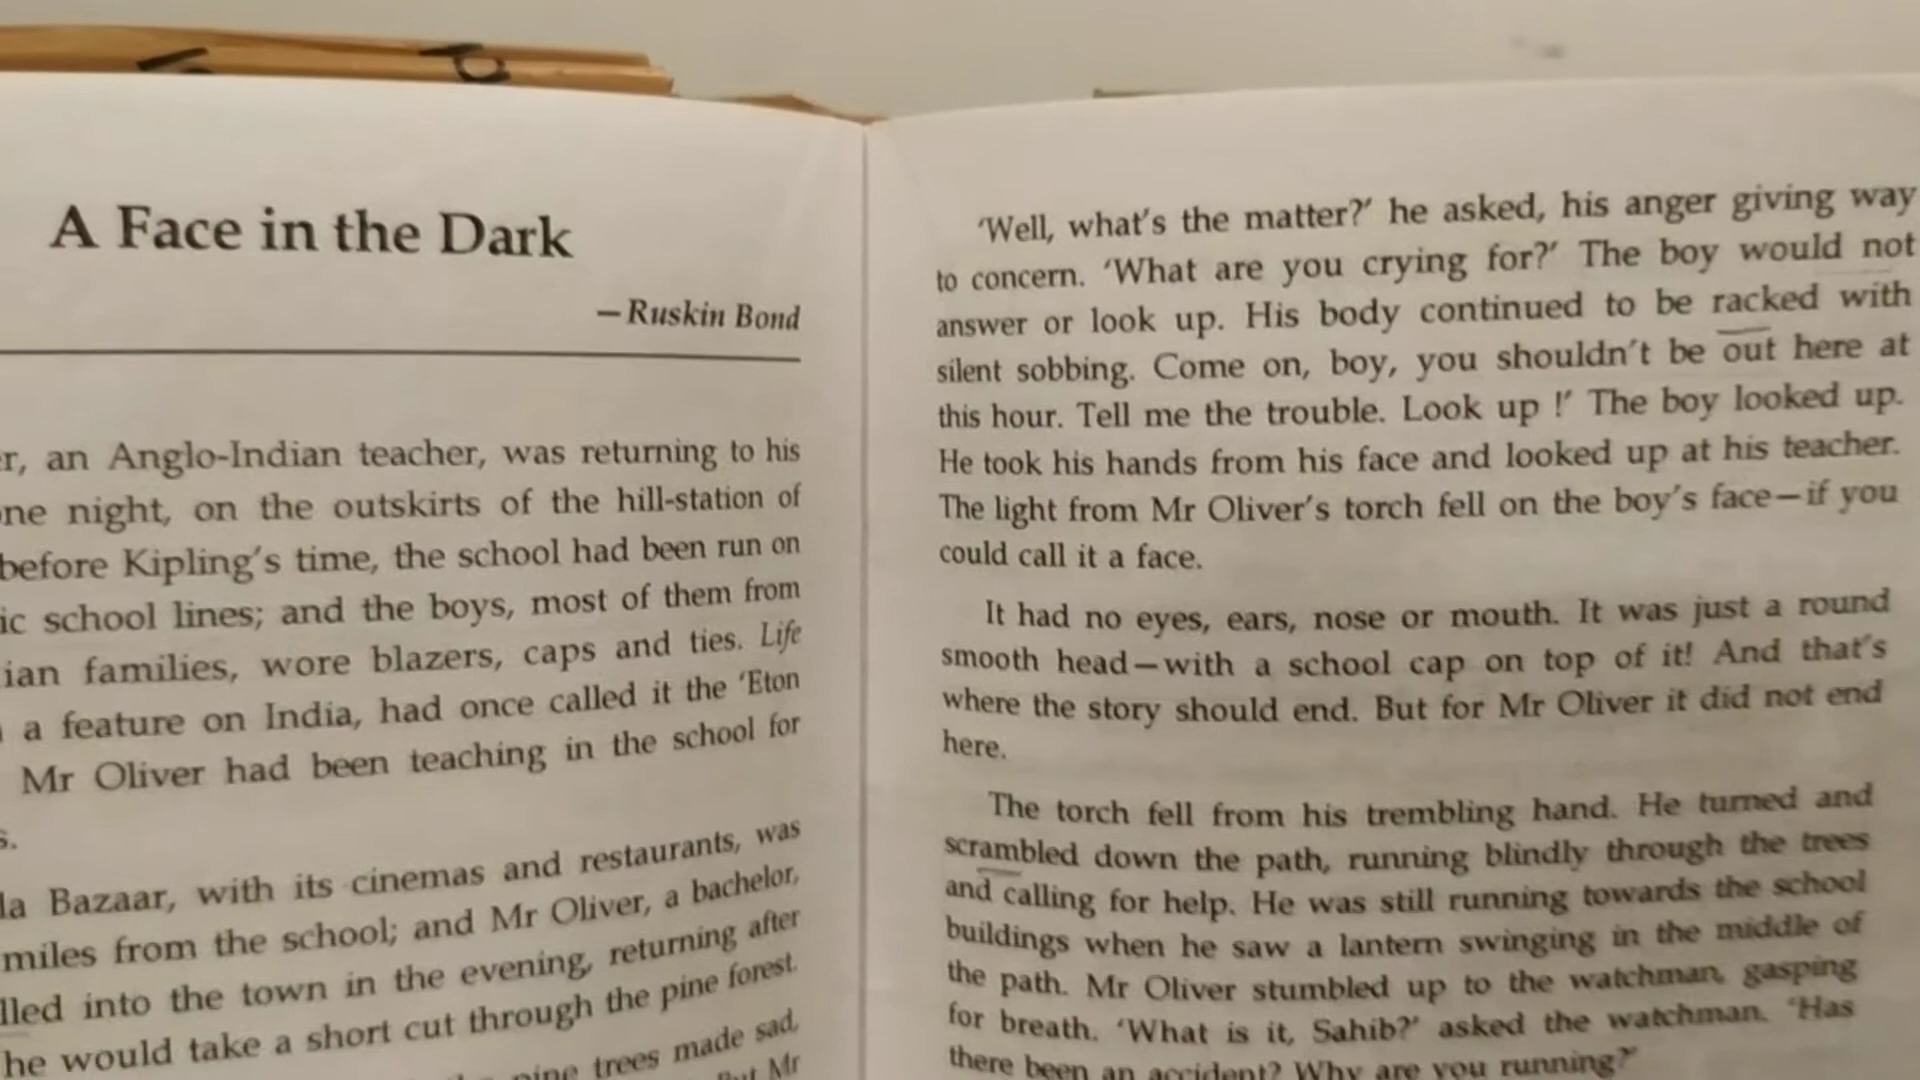 A Face in the Dark
—Ruskin Bond
an Anglo-Indian teacher, was returning to his
night, on the outskirts of the hill-station of
before Kipling's time, the school had been run on
school lines; and the boys, most of them from
families, wore blazers, caps and ties. Life
a feature on India, had once called it the 'Eton
Mr Oliver had been teaching in the school for
Bazaar, with its cinemas and restaurants, was
miles from the school; and Mr Oliver, a bachelor,
into the town in the evening, returning after
he would take a short cut through the pine forest.
pine trees made sad,
But Mr
'Well, what's the matter?' he asked, his anger giving way
to concern. 'What are you crying for?' The boy would not
answer or look up. His body continued to be racked with
silent sobbing. Come on, boy, you shouldn't be out here at
this hour. Tell me the trouble. Look up !' The boy looked up.
He took his hands from his face and looked up at his teacher.
The light from Mr Oliver's torch fell on the boy's face—if you
could call it a face.
It had no eyes, ears, nose or mouth. It was just a round
smooth head—with a school cap on top of it! And that's
where the story should end. But for Mr Oliver it did not end
here.
The torch fell from his trembling hand. He turned and
scrambled down the path, running blindly through the trees
and calling for help. He was still running towards the school
buildings when he saw a lantern swinging in the middle of
the path. Mr Oliver stumbled up to the watchman, gasping
for breath. 'What is it, Sahib?' asked the watchman. 'Has
there been an accident? Why are you running?'